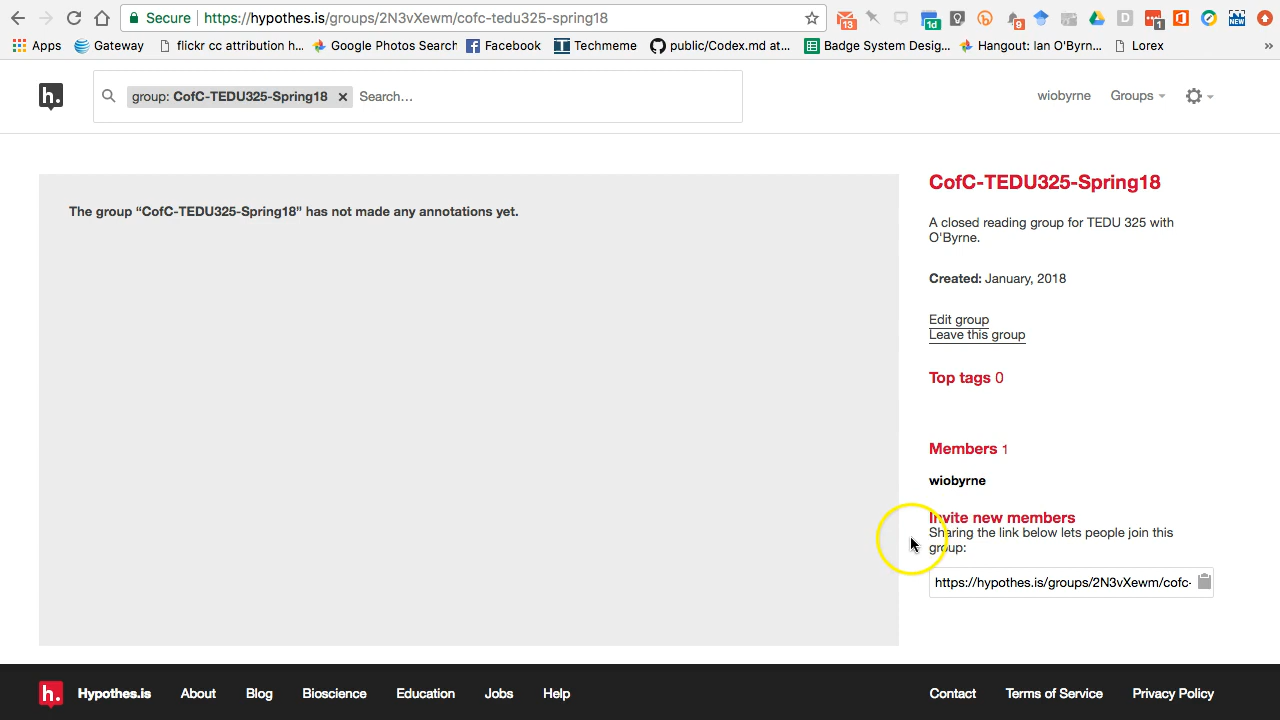 Secure https://hypothes.is/groups/2N3vXewm/cofc-tedu325-spring18
13
1d
9
1
NEW
Apps Gateway flickr cc attribution h... Google Photos Search Facebook Techmeme public/Codex.md at... Badge System Desig... Hangout: Ian O'Byrn... Lorex »
h. group: CofC-TEDU325-Spring18 × Search... wiobyrne Groups
The group “CofC-TEDU325-Spring18” has not made any annotations yet.
CofC-TEDU325-Spring18
A closed reading group for TEDU 325 with
O'Byrne.
Created: January, 2018
Edit group
Leave this group
Top tags 0
Members 1
wiobyrne
Invite new members
Sharing the link below lets people join this
group:
https://hypothes.is/groups/2N3vXewm/cofc-
h. Hypothes.is About Blog Bioscience Education Jobs Help Contact Terms of Service Privacy Policy